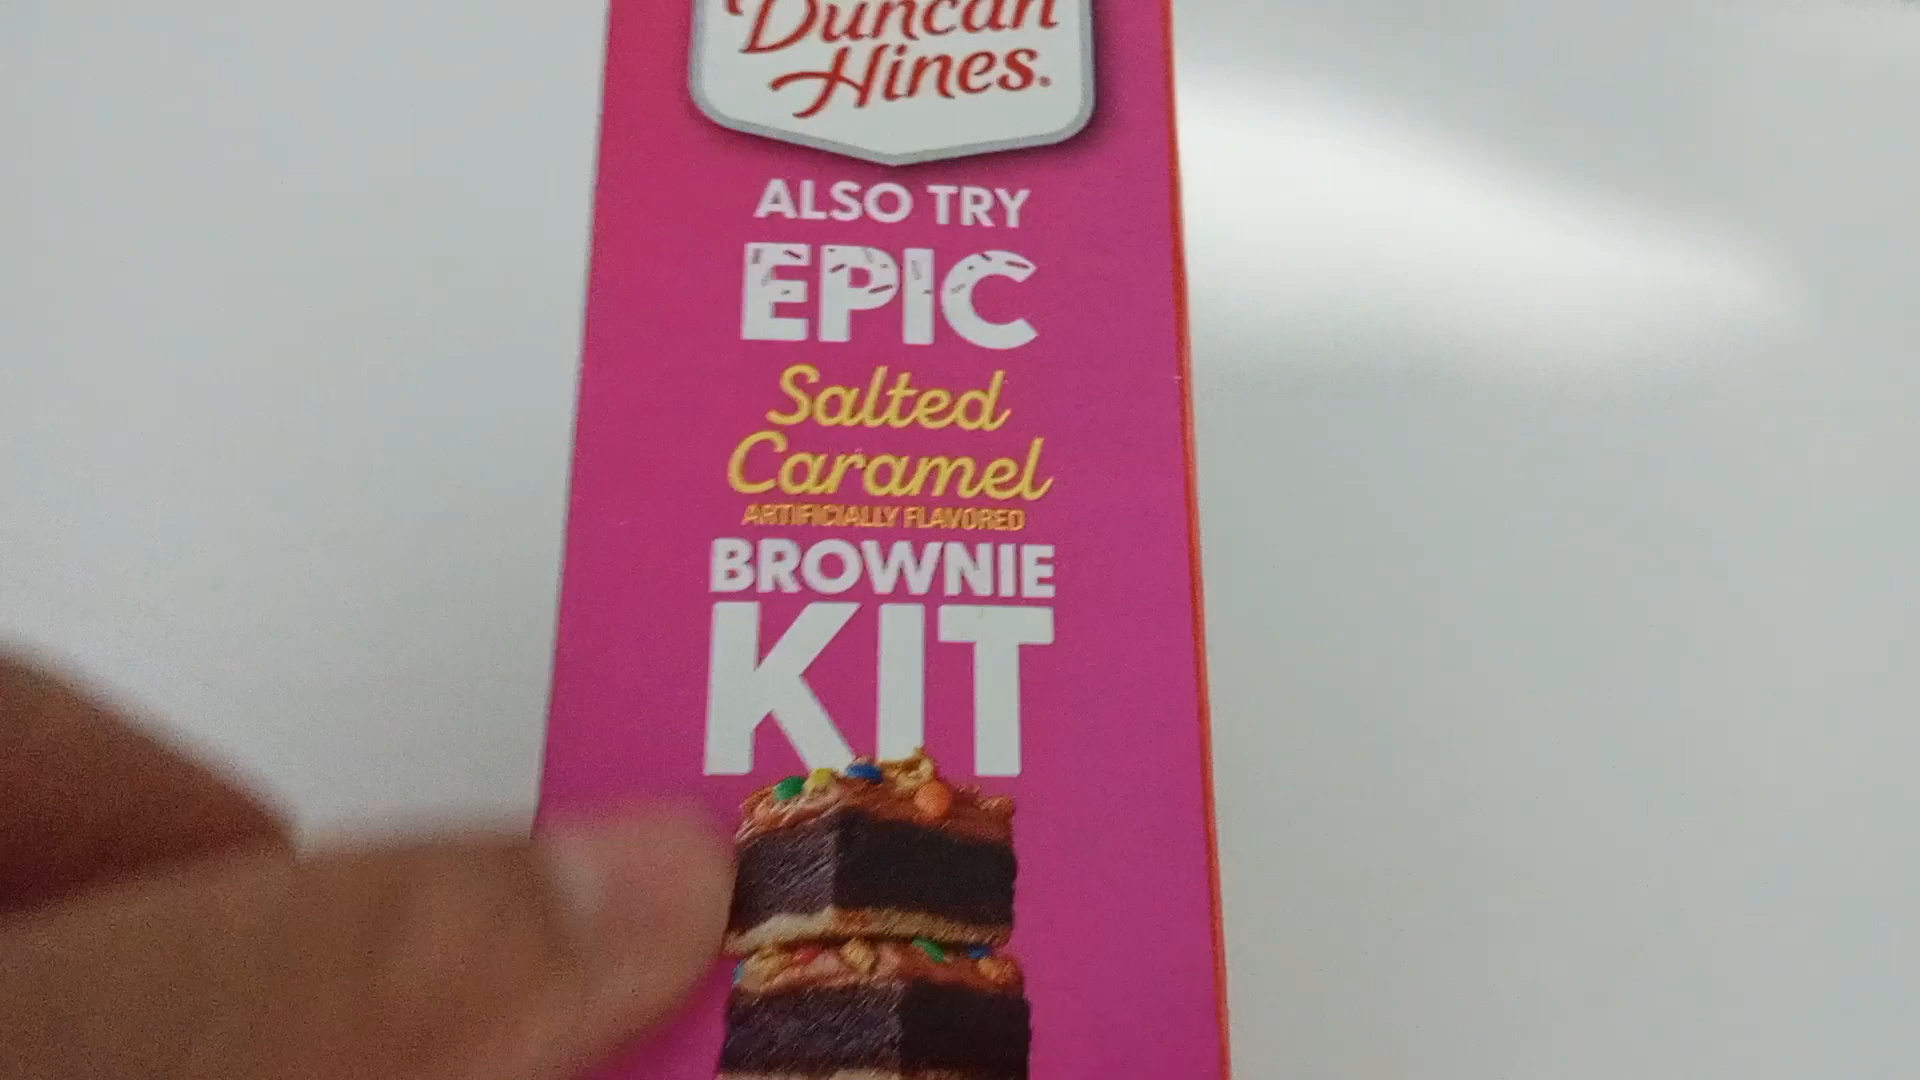 Duncan
Hines.
ALSO TRY
EPIC
Salted
Caramel
ARTIFICIALLY FLAVORED
BROWNIE
KIT